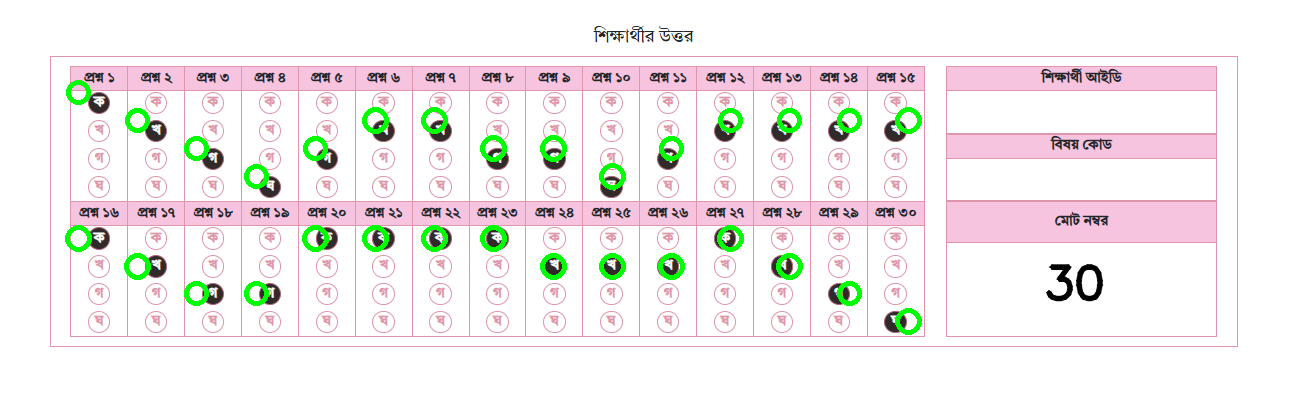 শিক্ষার্থীর উত্তর
প্রশ্ন ১ প্রশ্ন ২ প্রশ্ন ৩ প্রশ্ন ৪ প্রশ্ন ৫ প্রশ্ন ৬ প্রশ্ন ৭ প্রশ্ন ৮ প্রশ্ন ৯ প্রশ্ন ১০ প্রশ্ন ১১ প্রশ্ন ১২ প্রশ্ন ১৩ প্রশ্ন ১৪ প্রশ্ন ১৫
ক ক ক ক ক ক ক ক ক ক ক ক ক ক ক
খ খ খ খ খ খ খ খ খ
গ গ গ গ গ গ গ গ গ গ গ
ঘ ঘ ঘ ঘ ঘ ঘ ঘ ঘ ঘ ঘ ঘ ঘ ঘ
প্রশ্ন ১৬ প্রশ্ন ১৭ প্রশ্ন ১৮ প্রশ্ন ১৯ প্রশ্ন ২০ প্রশ্ন ২১ প্রশ্ন ২২ প্রশ্ন ২৩ প্রশ্ন ২৪ প্রশ্ন ২৫ প্রশ্ন ২৬ প্রশ্ন ২৭ প্রশ্ন ২৮ প্রশ্ন ২৯ প্রশ্ন ৩০
ক ক ক ক ক ক ক ক ক ক ক ক
খ খ খ খ খ খ খ খ খ খ খ খ খ খ
গ গ গ গ গ গ গ গ গ গ গ গ গ
ঘ ঘ ঘ ঘ ঘ ঘ ঘ ঘ ঘ ঘ ঘ ঘ ঘ ঘ
শিক্ষার্থী আইডি
বিষয় কোড
মোট নম্বর
30